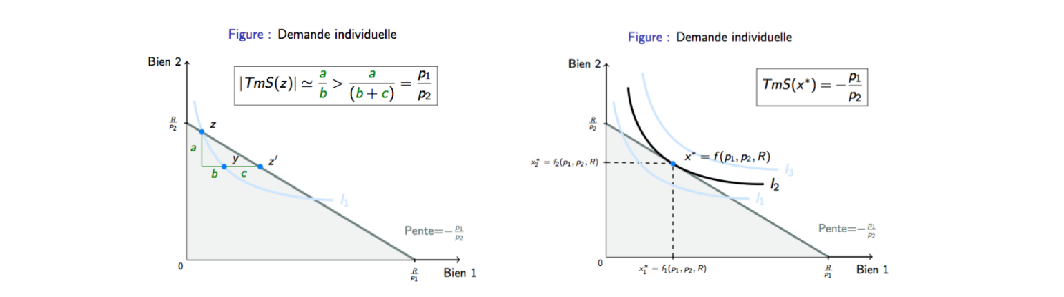 Figure : Demande individuelle
Bien 2
|TmS(z)| ≃ a/b > a/(b + c) = p₁/p₂
R/p₂
z
a
y
z′
b
c
I₁
Pente=−p₁/p₂
0
R/p₁
Bien 1
Figure : Demande individuelle
Bien 2
TmS(x*) = −p₁/p₂
R/p₂
x* = f(p₁, p₂, R)
x₂* = f₂(p₁, p₂, R)
I₃
I₂
I₁
Pente=−p₁/p₂
0
x₁* = f₁(p₁, p₂, R)
R/p₁
Bien 1